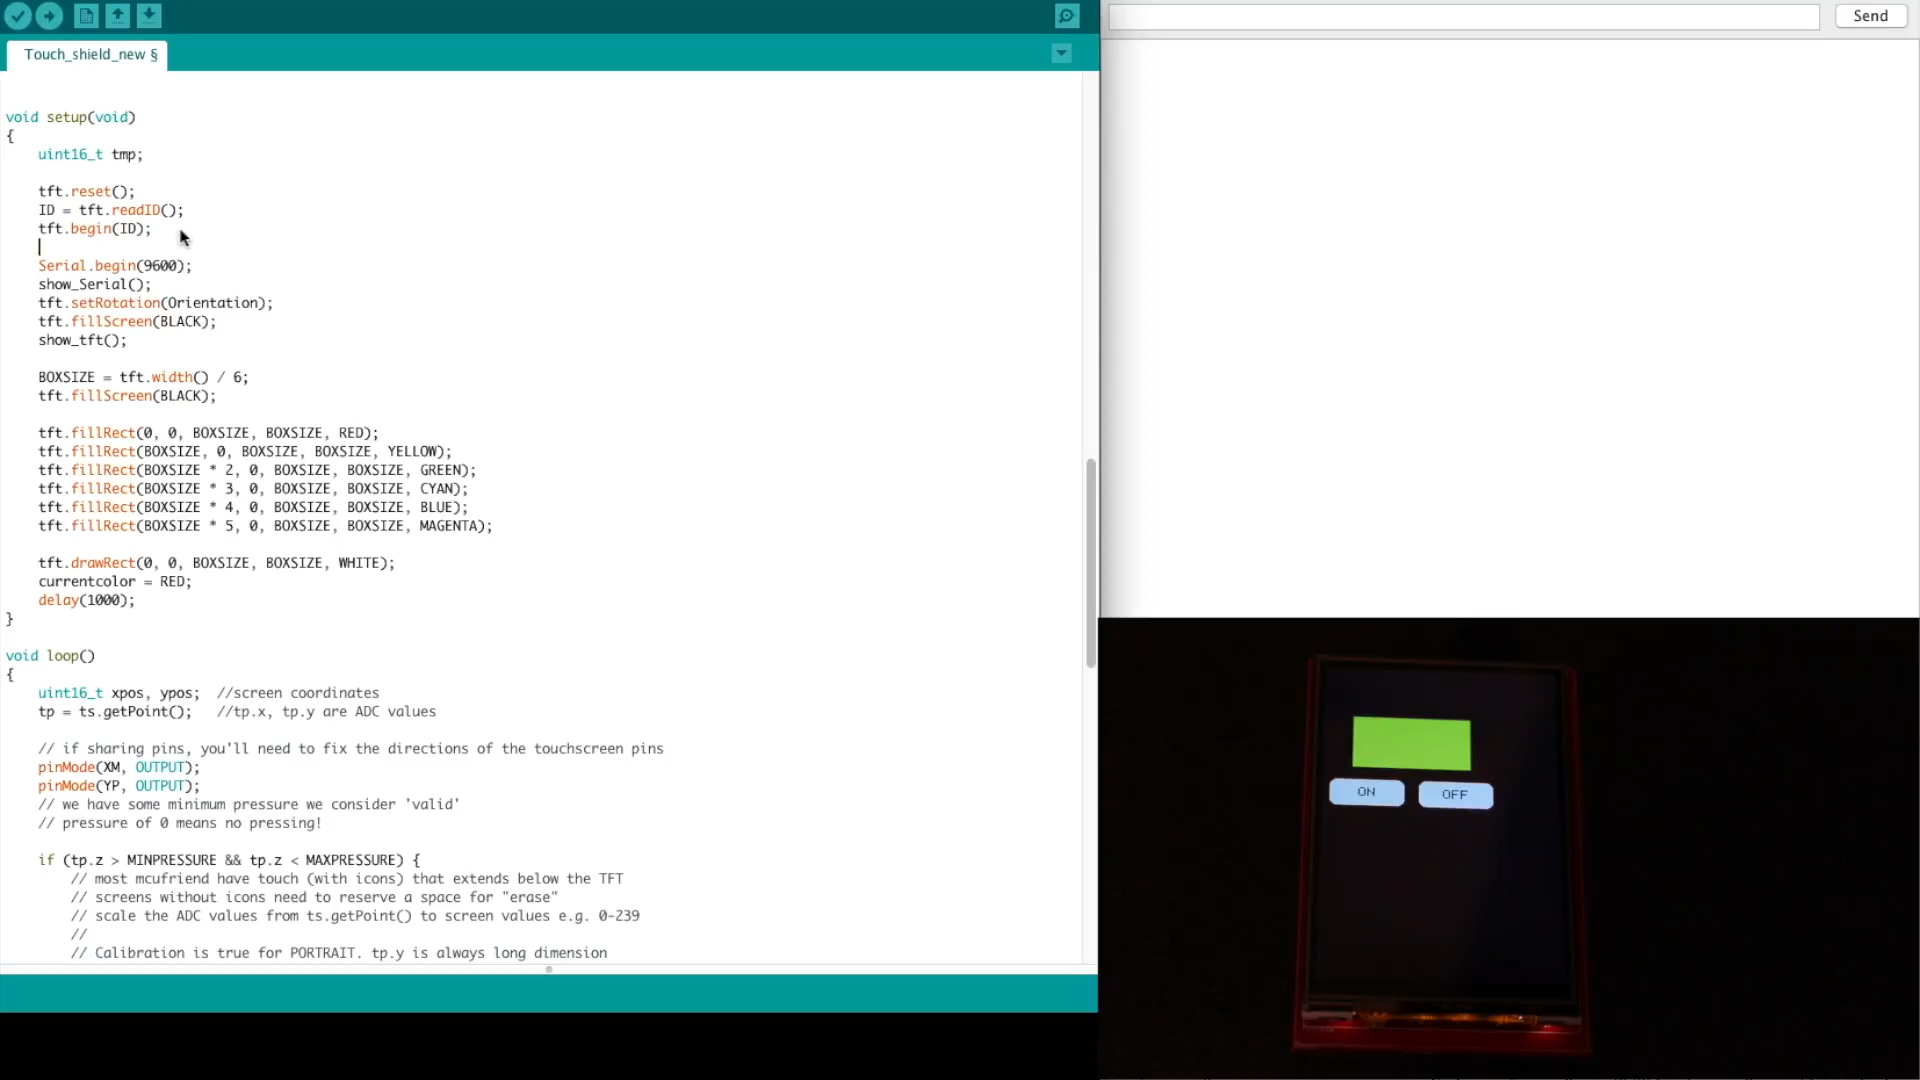 Send
Touch_shield_new §
void setup(void)
{
uint16_t tmp;
tft.reset();
ID = tft.readID();
tft.begin(ID);
Serial.begin(9600);
show_Serial();
tft.setRotation(Orientation);
tft.fillScreen(BLACK);
show_tft();
BOXSIZE = tft.width() / 6;
tft.fillScreen(BLACK);
tft.fillRect(0, 0, BOXSIZE, BOXSIZE, RED);
tft.fillRect(BOXSIZE, 0, BOXSIZE, BOXSIZE, YELLOW);
tft.fillRect(BOXSIZE * 2, 0, BOXSIZE, BOXSIZE, GREEN);
tft.fillRect(BOXSIZE * 3, 0, BOXSIZE, BOXSIZE, CYAN);
tft.fillRect(BOXSIZE * 4, 0, BOXSIZE, BOXSIZE, BLUE);
tft.fillRect(BOXSIZE * 5, 0, BOXSIZE, BOXSIZE, MAGENTA);
tft.drawRect(0, 0, BOXSIZE, BOXSIZE, WHITE);
currentcolor = RED;
delay(1000);
}
void loop()
{
uint16_t xpos, ypos;  //screen coordinates
tp = ts.getPoint();   //tp.x, tp.y are ADC values
// if sharing pins, you'll need to fix the directions of the touchscreen pins
pinMode(XM, OUTPUT);
pinMode(YP, OUTPUT);
// we have some minimum pressure we consider 'valid'
// pressure of 0 means no pressing!
if (tp.z > MINPRESSURE && tp.z < MAXPRESSURE) {
// most mcufriend have touch (with icons) that extends below the TFT
// screens without icons need to reserve a space for "erase"
// scale the ADC values from ts.getPoint() to screen values e.g. 0-239
//
// Calibration is true for PORTRAIT. tp.y is always long dimension
ON
OFF